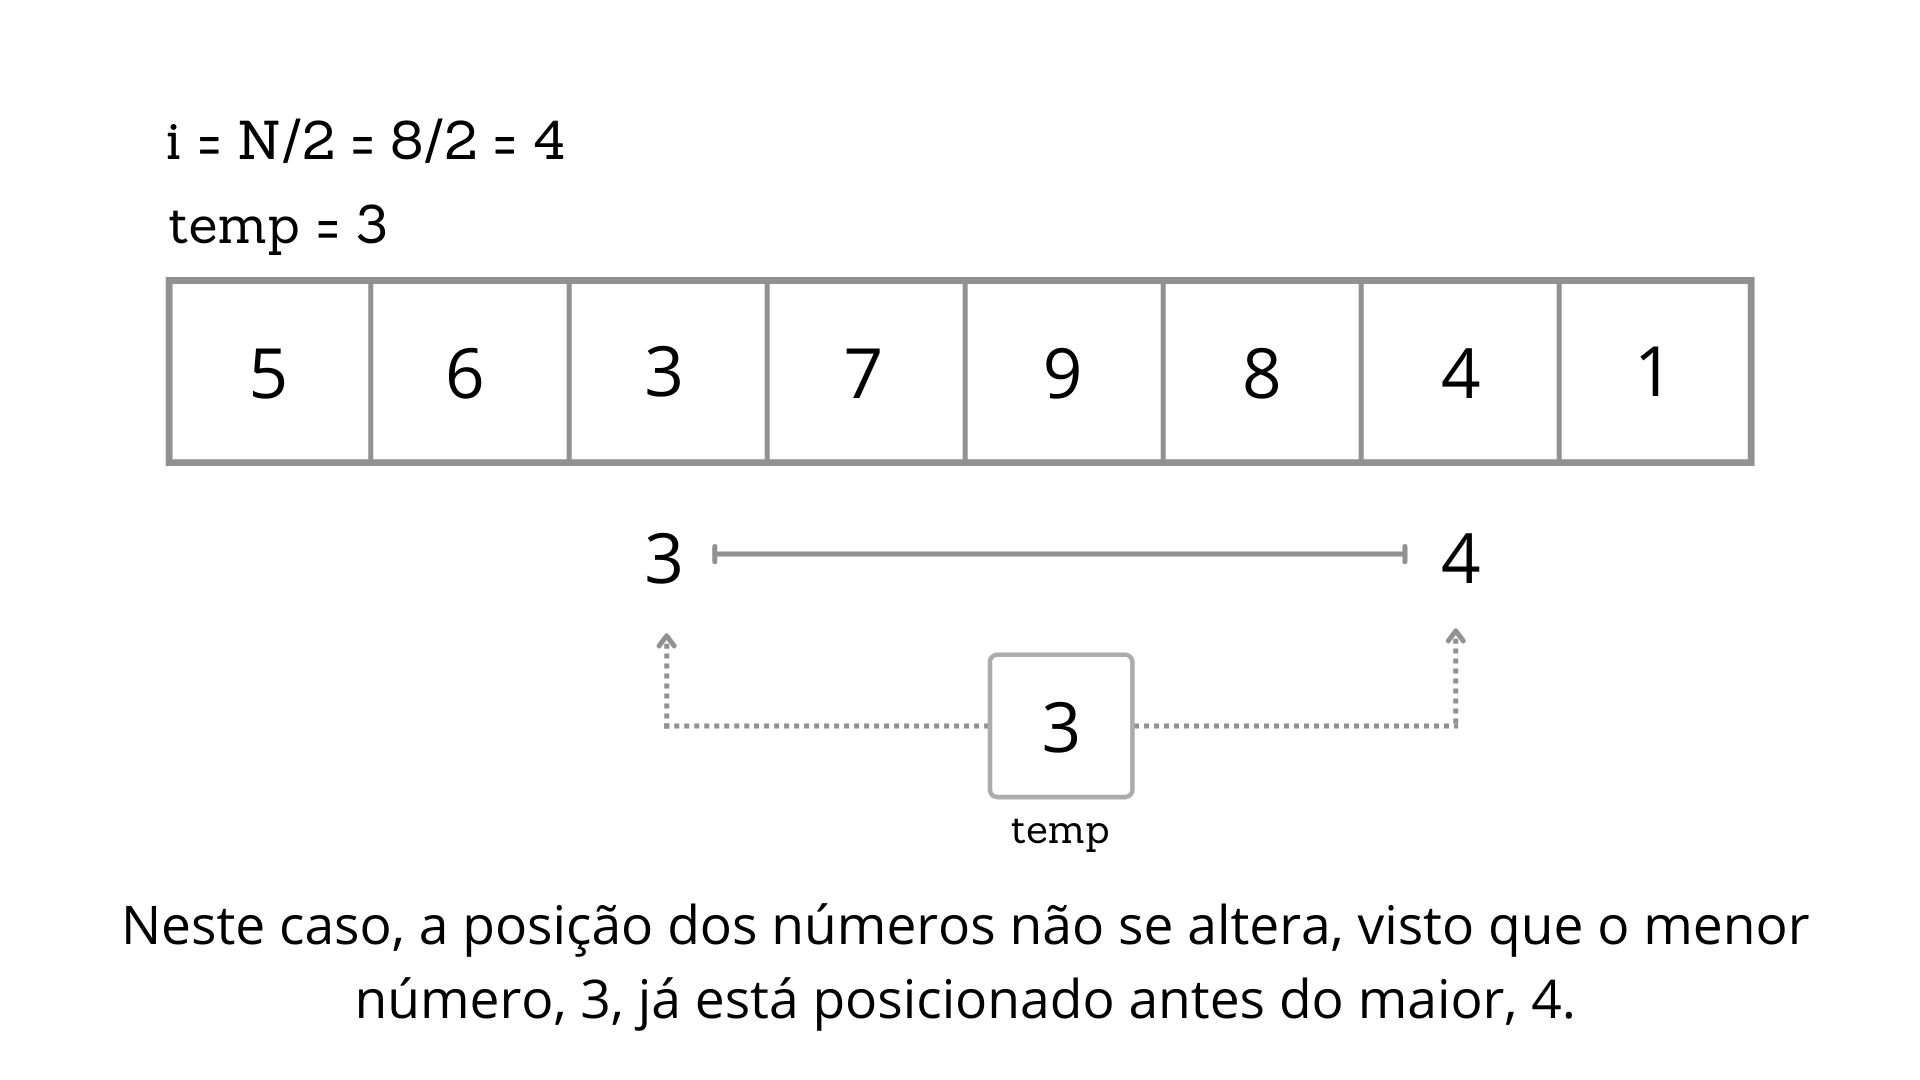 i = N/2 = 8/2 = 4
temp = 3
5 6 3 7 9 8 4 1
3 4
3
temp
Neste caso, a posição dos números não se altera, visto que o menor
número, 3, já está posicionado antes do maior, 4.